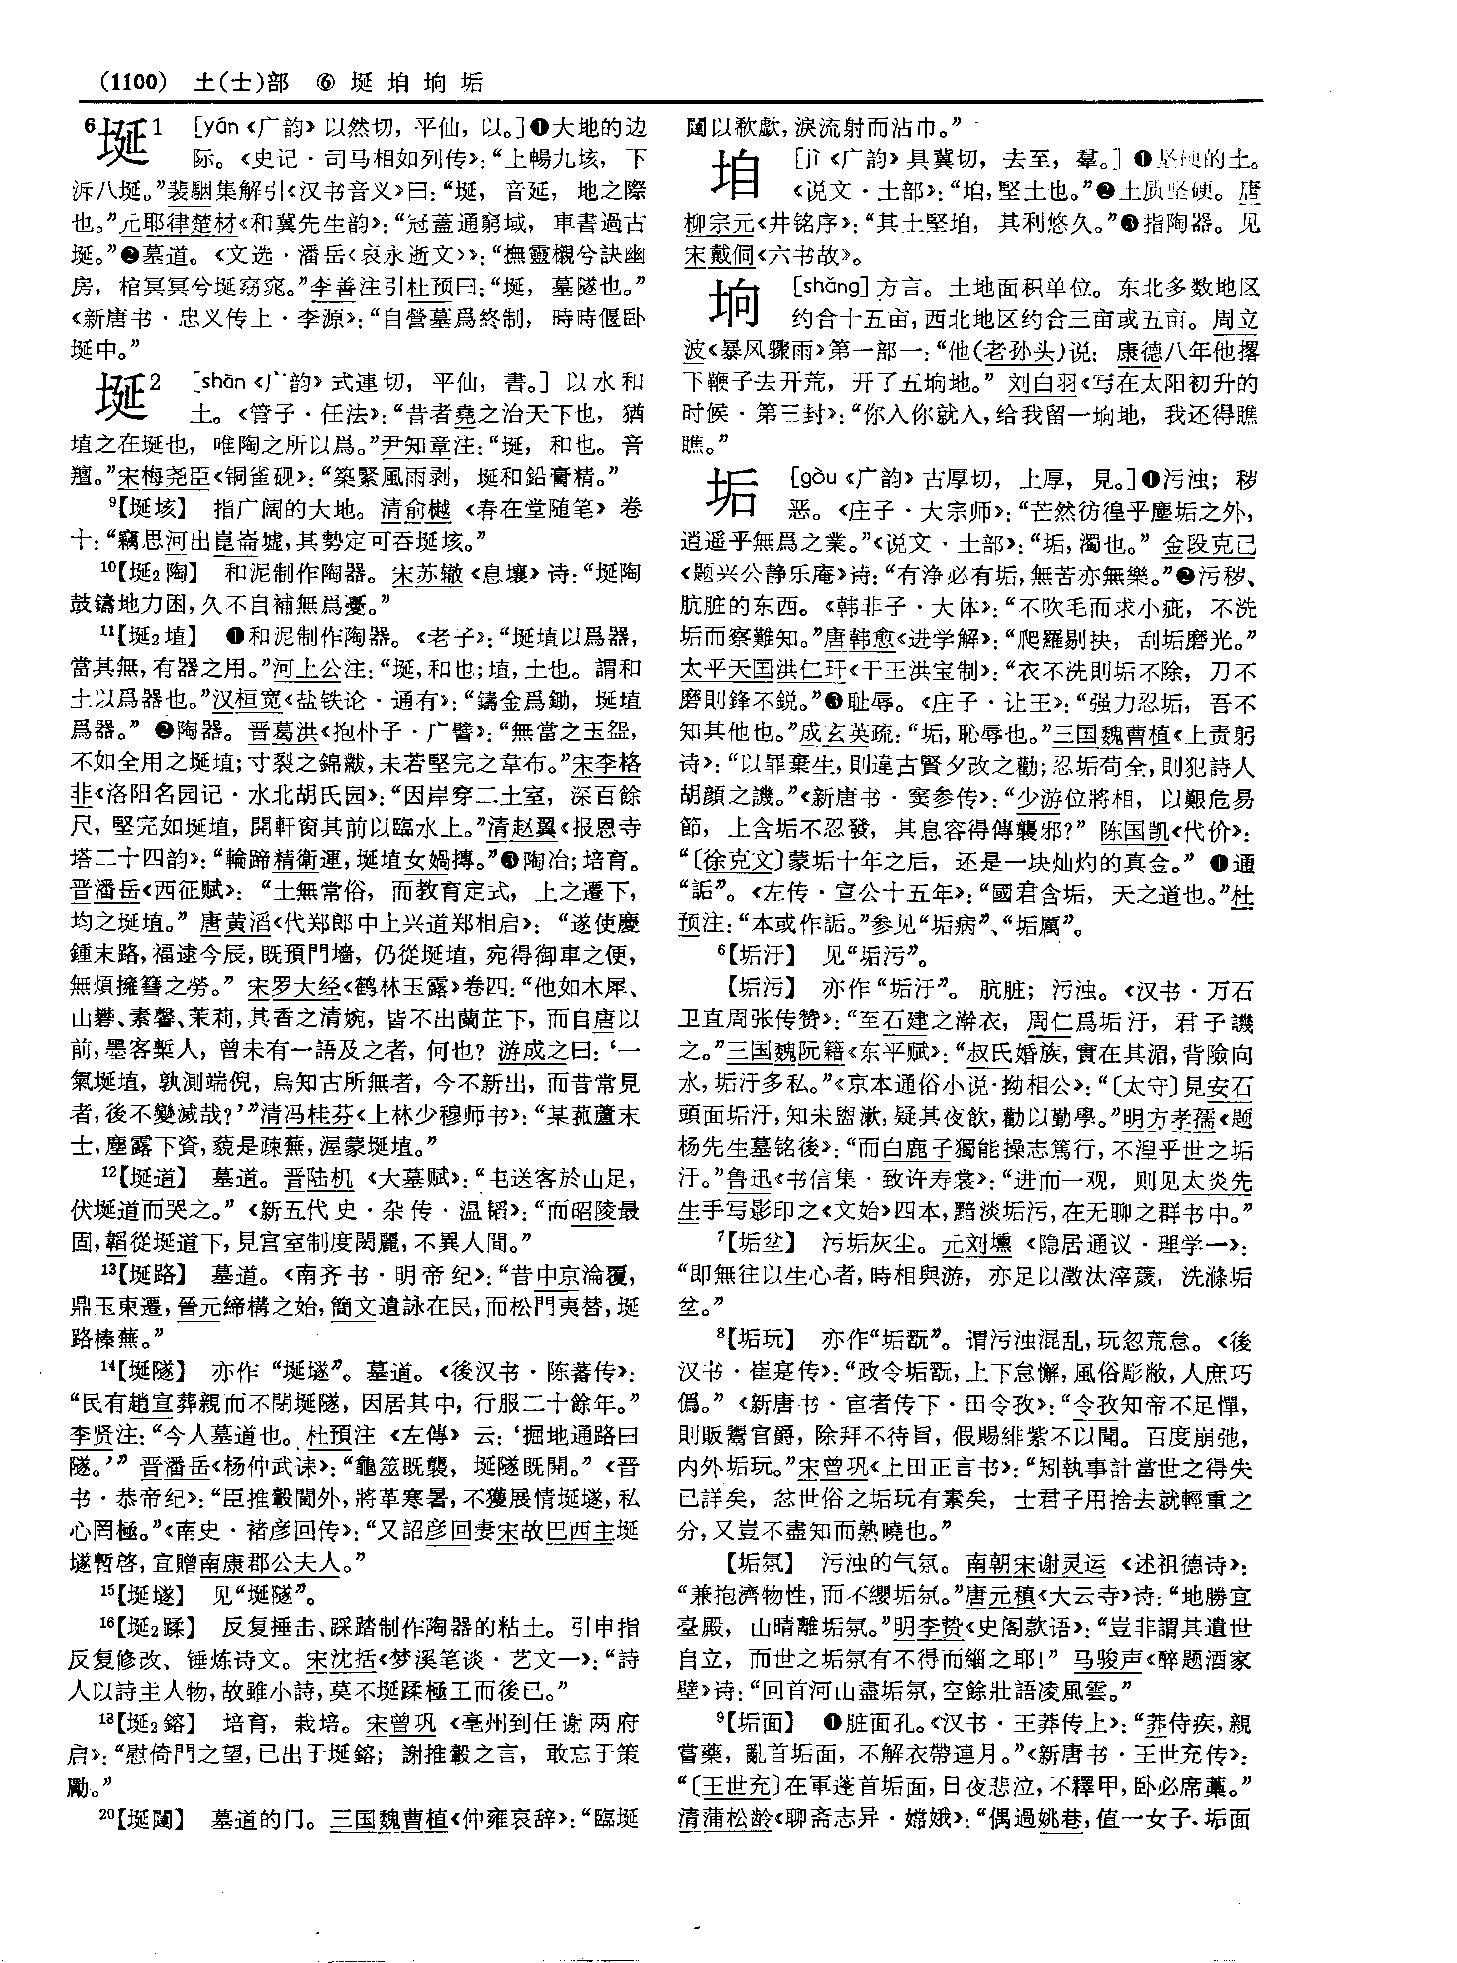 (1100) 土(士)部 ⑥ 埏 垍 垧 垢
6埏1 [yán《广韵》以然切，平仙，以。]❶大地的边
际。《史记·司马相如列传》：“上暢九垓，下
泝八埏。”裴駰集解引《汉书音义》曰：“埏，音延，地之際
也。”元耶律楚材《和冀先生韵》：“冠蓋通窮域，車書過古
埏。”❷墓道。《文选·潘岳〈哀永逝文〉》：“撫靈櫬兮訣幽
房，棺冥冥兮埏窈窕。”李善注引杜预曰：“埏，墓隧也。”
《新唐书·忠义传上·李源》：“自營墓爲終制，時時偃卧
埏中。”
埏2 [shān《广韵》式連切，平仙，書。] 以水和
土。《管子·任法》：“昔者堯之治天下也，猶
埴之在埏也，唯陶之所以爲。”尹知章注：“埏，和也。音
羶。”宋梅尧臣《铜雀砚》：“築緊風雨剥，埏和鉛膏精。”
9【埏垓】 指广阔的大地。清俞樾《春在堂随笔》卷
十：“竊思河出崑崙墟，其勢定可吞埏垓。”
10【埏2陶】 和泥制作陶器。宋苏辙《息壤》诗：“埏陶
鼓鑄地力困，久不自補無爲憂。”
11【埏2埴】 ❶和泥制作陶器。《老子》：“埏埴以爲器，
當其無，有器之用。”河上公注：“埏，和也；埴，土也。謂和
土以爲器也。”汉桓宽《盐铁论·通有》：“鑄金爲鋤，埏埴
爲器。” ❷陶器。晋葛洪《抱朴子·广譬》：“無當之玉盌，
不如全用之埏埴；寸裂之錦黻，未若堅完之韋布。”宋李格
非《洛阳名园记·水北胡氏园》：“因岸穿二土室，深百餘
尺，堅完如埏埴，開軒窗其前以臨水上。”清赵翼《报恩寺
塔二十四韵》：“輪蹄精衛運，埏埴女媧摶。”❸陶冶；培育。
晋潘岳《西征赋》：“土無常俗，而教育定式，上之遷下，
均之埏埴。”唐黄滔《代郑郎中上兴道郑相启》：“遂使慶
鍾末路，福逮今辰，既預門墻，仍從埏埴，宛得御車之便，
無煩擁篲之勞。”宋罗大经《鹤林玉露》卷四：“他如木犀、
山礬、素馨、茉莉，其香之清婉，皆不出蘭芷下，而自唐以
前，墨客槧人，曾未有一語及之者，何也？游成之曰：‘一
氣埏埴，孰測端倪，烏知古所無者，今不新出，而昔常見
者，後不變滅哉？’”清冯桂芬《上林少穆师书》：“某菰蘆末
士，塵露下資，藐是疎蕪，渥蒙埏埴。”
12【埏道】 墓道。晋陆机《大墓赋》：“屯送客於山足，
伏埏道而哭之。”《新五代史·杂传·温韬》：“而昭陵最
固，韜從埏道下，見宫室制度閎麗，不異人間。”
13【埏路】 墓道。《南齐书·明帝纪》：“昔中京淪覆，
鼎玉東遷，晉元締構之始，簡文遺詠在民，而松門夷替，埏
路榛蕪。”
14【埏隧】 亦作“埏璲”。墓道。《後汉书·陈蕃传》：
“民有趙宣葬親而不閉埏隧，因居其中，行服二十餘年。”
李贤注：“今人墓道也。杜預注《左傳》云：‘掘地通路曰
隧。’”晋潘岳《杨仲武诔》：“龜筮既襲，埏隧既開。”《晋
书·恭帝纪》：“臣推轂閫外，將革寒暑，不獲展情埏墜，私
心罔極。”《南史·褚彦回传》：“又詔彦回妻宋故巴西主埏
墜暫啓，宜贈南康郡公夫人。”
15【埏璲】 见“埏隧”。
16【埏2蹂】 反复捶击、踩踏制作陶器的粘土。引申指
反复修改、锤炼诗文。宋沈括《梦溪笔谈·艺文一》：“詩
人以詩主人物，故雖小詩，莫不埏蹂極工而後已。”
18【埏2鎔】 培育，栽培。宋曾巩《亳州到任谢两府
启》：“慰倚門之望，已出于埏鎔；謝推轂之言，敢忘于策
勵。”
20【埏闥】 墓道的门。三国魏曹植《仲雍哀辞》：“臨埏
闥以欷歔，淚流射而沾巾。”
垍 [jì《广韵》具冀切，去至，羣。] ❶坚硬的土。
《说文·土部》：“垍，堅土也。”❷土质坚硬。唐
柳宗元《井铭序》：“其土堅垍，其利悠久。”❸指陶器。见
宋戴侗《六书故》。
垧 [shǎng] 方言。土地面积单位。东北多数地区
约合十五亩，西北地区约合三亩或五亩。周立
波《暴风骤雨》第一部一：“他(老孙头)说：康德八年他撂
下鞭子去开荒，开了五垧地。”刘白羽《写在太阳初升的
时候·第三封》：“你入你就入，给我留一垧地，我还得瞧
瞧。”
垢 [gòu《广韵》古厚切，上厚，見。]❶污浊；秽
恶。《庄子·大宗师》：“芒然彷徨乎塵垢之外，
逍遥乎無爲之業。”《说文·土部》：“垢，濁也。”金段克己
《题兴公静乐庵》诗：“有净必有垢，無苦亦無樂。”❷污秽、
肮脏的东西。《韩非子·大体》：“不吹毛而求小疵，不洗
垢而察難知。”唐韩愈《进学解》：“爬羅剔抉，刮垢磨光。”
太平天国洪仁玕《干王洪宝制》：“衣不洗則垢不除，刀不
磨則鋒不鋭。”❸耻辱。《庄子·让王》：“强力忍垢，吾不
知其他也。”成玄英疏：“垢，恥辱也。”三国魏曹植《上责躬
诗》：“以罪棄生，則違古賢夕改之勸；忍垢苟全，則犯詩人
胡顔之譏。”《新唐书·窦参传》：“少游位將相，以艱危易
節，上含垢不忍發，其息容得傳襲邪？”陈国凯《代价》：
“〔徐克文〕蒙垢十年之后，还是一块灿灼的真金。” ❹通
“詬”。《左传·宣公十五年》：“國君含垢，天之道也。”杜
预注：“本或作詬。”参见“垢病”、“垢厲”。
6【垢汙】 见“垢污”。
【垢污】 亦作“垢汙”。肮脏；污浊。《汉书·万石
卫直周张传赞》：“至石建之澣衣，周仁爲垢汙，君子譏
之。”三国魏阮籍《东平赋》：“叔氏婚族，實在其湄，背險向
水，垢汙多私。”《京本通俗小说·拗相公》：“〔太守〕見安石
頭面垢汙，知未盥漱，疑其夜飲，勸以勤學。”明方孝孺《题
杨先生墓铭後》：“而白鹿子獨能操志篤行，不湼乎世之垢
汙。”鲁迅《书信集·致许寿裳》：“进而一观，则见太炎先
生手写影印之《文始》四本，黯淡垢污，在无聊之群书中。”
7【垢坌】 污垢灰尘。元刘壎《隐居通议·理学一》：
“即無往以生心者，時相與游，亦足以澂汰滓薉，洗滌垢
坌。”
8【垢玩】 亦作“垢翫”。谓污浊混乱，玩忽荒怠。《後
汉书·崔寔传》：“政令垢翫，上下怠懈，風俗彫敝，人庶巧
僞。”《新唐书·宦者传下·田令孜》：“令孜知帝不足憚，
則販鬻官爵，除拜不待旨，假賜緋紫不以聞。百度崩弛，
内外垢玩。”宋曾巩《上田正言书》：“矧執事計當世之得失
已詳矣，忿世俗之垢玩有素矣，士君子用捨去就輕重之
分，又豈不盡知而熟曉也。”
【垢氛】 污浊的气氛。南朝宋谢灵运《述祖德诗》：
“兼抱濟物性，而不纓垢氛。”唐元稹《大云寺》诗：“地勝宜
臺殿，山晴離垢氛。”明李贽《史阁款语》：“豈非謂其遺世
自立，而世之垢氛有不得而緇之耶！”马骏声《醉题酒家
壁》诗：“回首河山盡垢氛，空餘壯語凌風雲。”
9【垢面】 ❶脏面孔。《汉书·王莽传上》：“莽侍疾，親
嘗藥，亂首垢面，不解衣帶連月。”《新唐书·王世充传》：
“〔王世充〕在軍蓬首垢面，日夜悲泣，不釋甲，卧必席藁。”
清蒲松龄《聊斋志异·嫦娥》：“偶過姚巷，值一女子，垢面